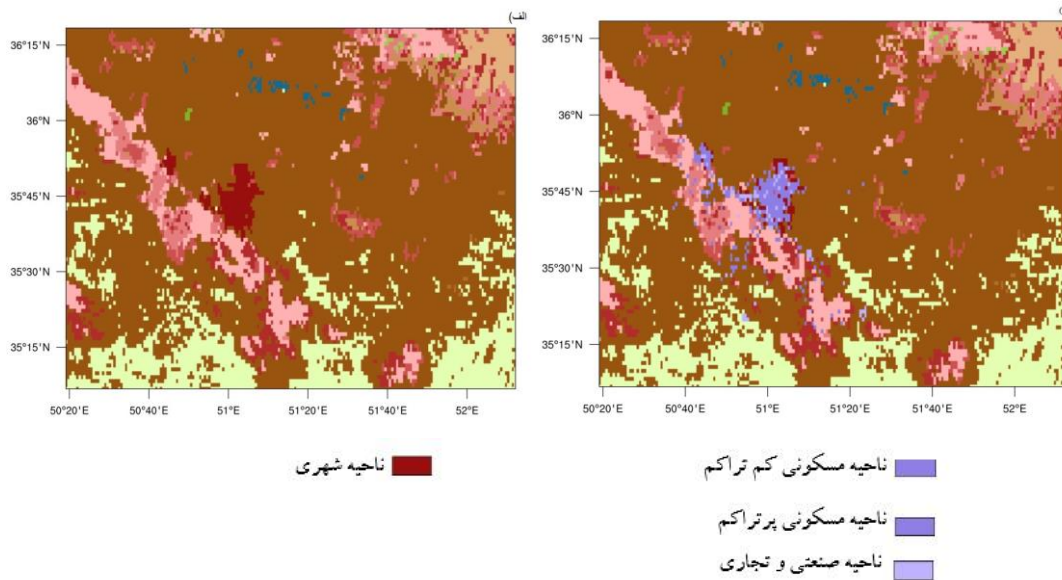 الف)
)
36°15'N
36°N
35°45'N
35°30'N
35°15'N
50°20'E 50°40'E 51°E 51°20'E 51°40'E 52°E
36°15'N
36°N
35°45'N
35°30'N
35°15'N
50°20'E 50°40'E 51°E 51°20'E 51°40'E 52°E
ناحیه شهری
ناحیه مسکونی کم تراکم
ناحیه مسکونی پرتراکم
ناحیه صنعتی و تجاری